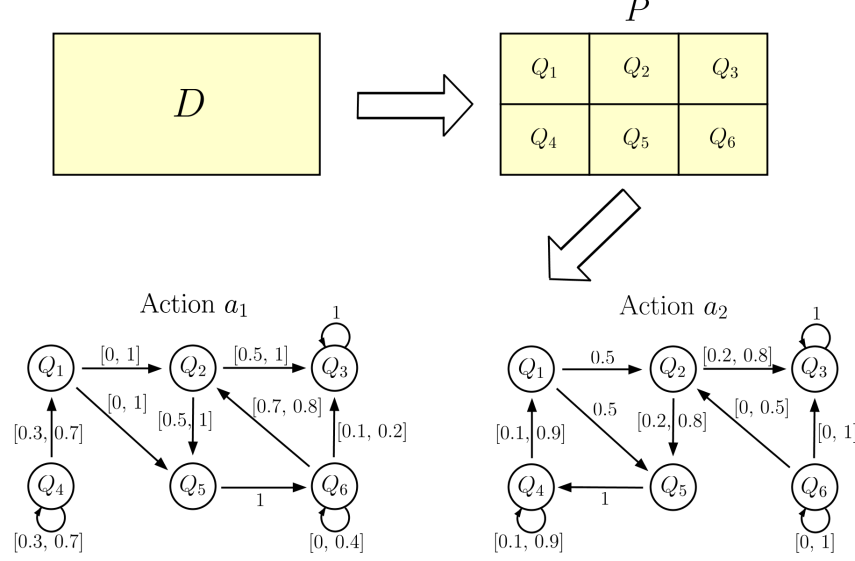 P
D
Q₁ Q₂ Q₃
Q₄ Q₅ Q₆
Action a₁
Action a₂
1
[0, 1]
[0.5, 1]
Q₁ Q₂ Q₃
[0, 1]
[0.5, 1]
[0.7, 0.8]
[0.3, 0.7]
[0.1, 0.2]
Q₄ Q₅ Q₆
1
[0.3, 0.7]
[0, 0.4]
1
0.5
[0.2, 0.8]
Q₁ Q₂ Q₃
0.5
[0.2, 0.8]
[0, 0.5]
[0.1, 0.9]
[0, 1]
Q₄ Q₅ Q₆
1
[0.1, 0.9]
[0, 1]